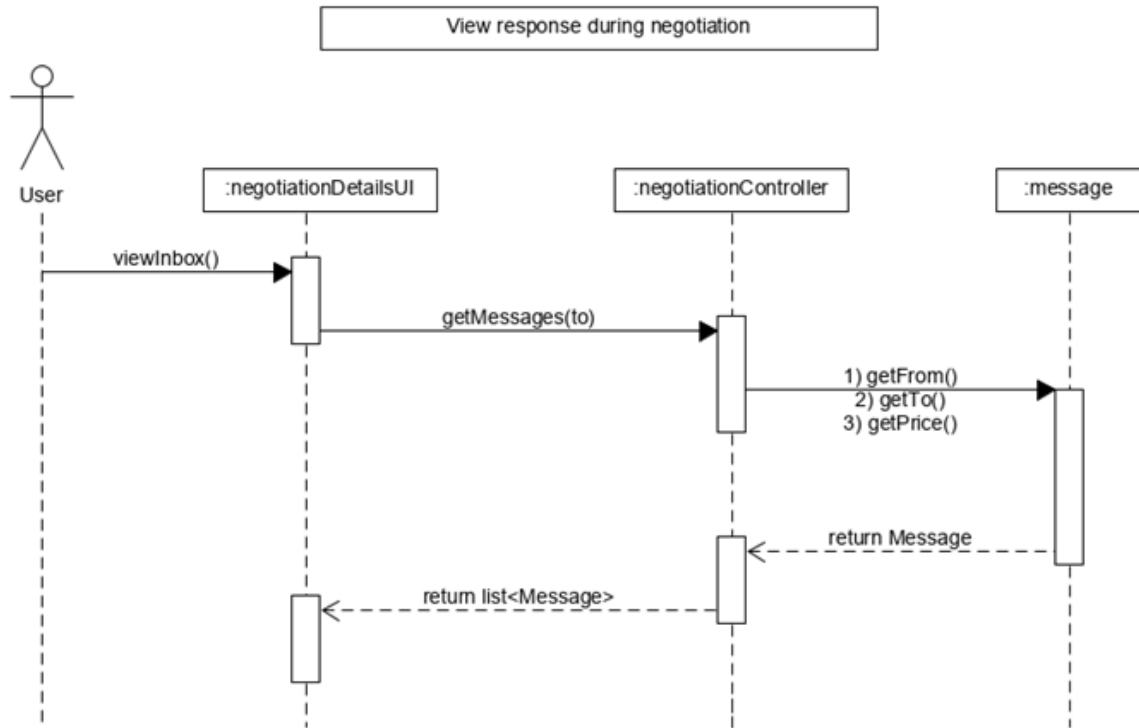 View response during negotiation
User
:negotiationDetailsUI
:negotiationController
:message
viewInbox()
getMessages(to)
1) getFrom()
2) getTo()
3) getPrice()
return Message
return list<Message>